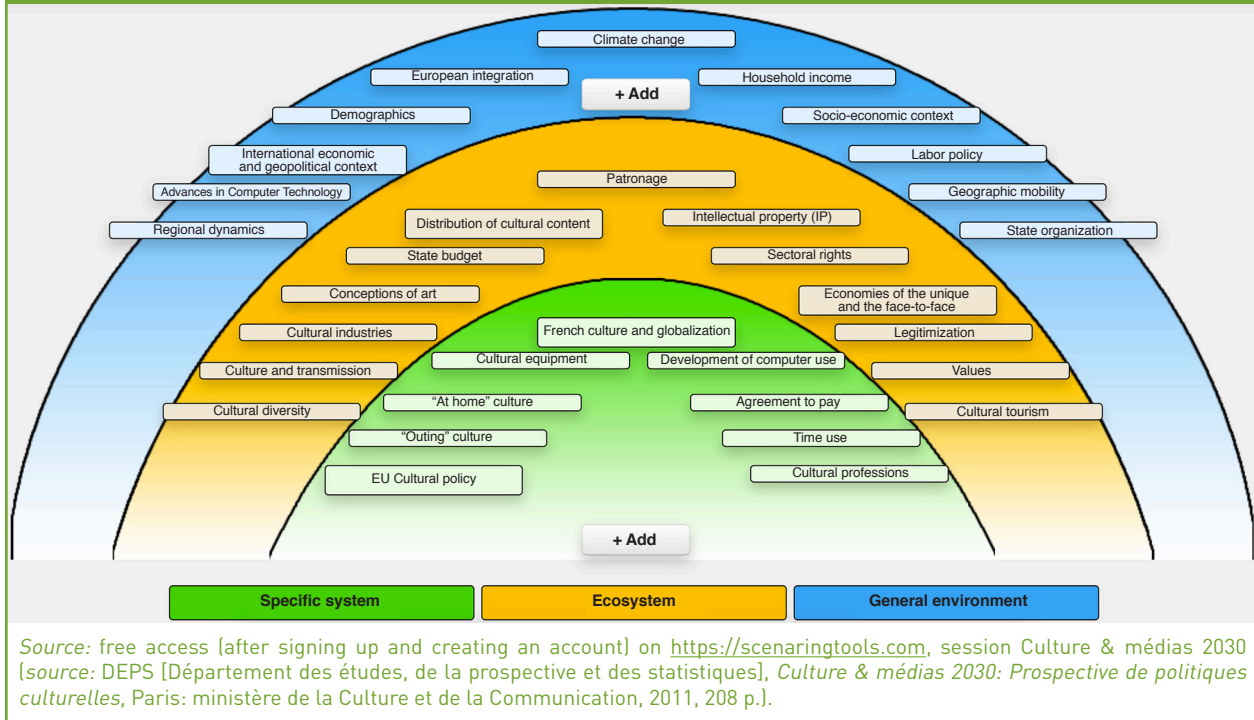 Climate change
European integration
Household income
+ Add
Demographics
Socio-economic context
International economic
and geopolitical context
Labor policy
Advances in Computer Technology
Geographic mobility
Regional dynamics
State organization
Patronage
Distribution of cultural content
Intellectual property (IP)
State budget
Sectoral rights
Conceptions of art
Economies of the unique
and the face-to-face
Cultural industries
Legitimization
Culture and transmission
Values
Cultural diversity
Cultural tourism
French culture and globalization
Cultural equipment
Development of computer use
“At home” culture
Agreement to pay
“Outing” culture
Time use
EU Cultural policy
Cultural professions
+ Add
Specific system
Ecosystem
General environment
Source: free access (after signing up and creating an account) on https://scenaringtools.com, session Culture & médias 2030
(source: DEPS [Département des études, de la prospective et des statistiques], Culture & médias 2030: Prospective de politiques
culturelles, Paris: ministère de la Culture et de la Communication, 2011, 208 p.).